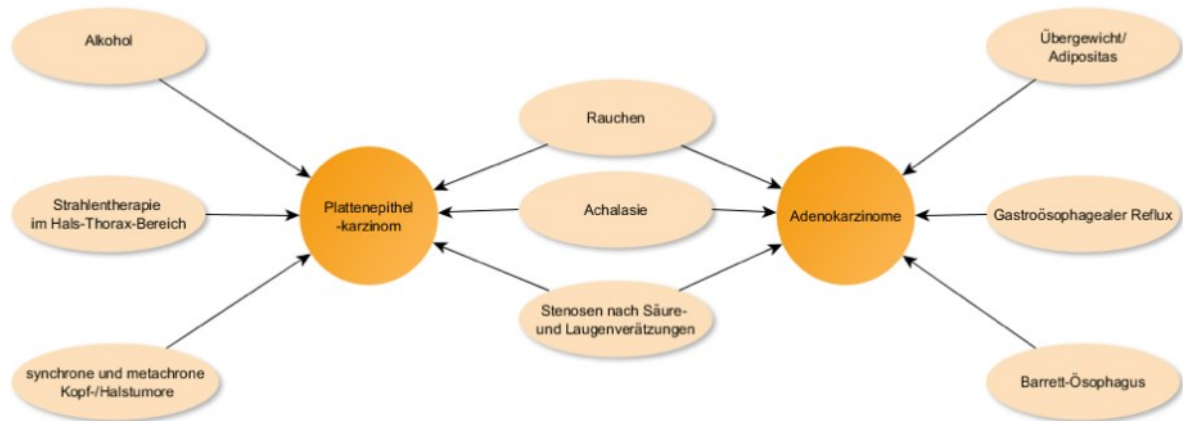 Alkohol
Strahlentherapie
im Hals-Thorax-Bereich
synchrone und metachrone
Kopf-/Halstumore
Plattenepithel
-karzinom
Rauchen
Achalasie
Stenosen nach Säure-
und Laugenverätzungen
Adenokarzinome
Übergewicht/
Adipositas
Gastroösophagealer Reflux
Barrett-Ösophagus